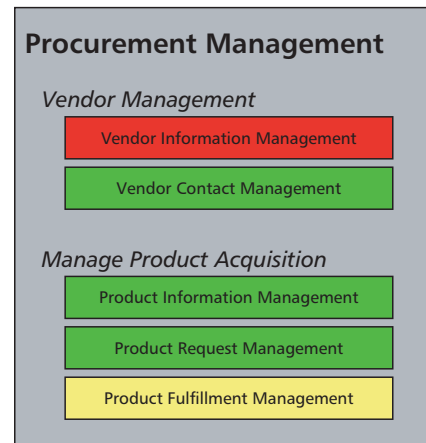 Procurement Management
Vendor Management
Vendor Information Management
Vendor Contact Management
Manage Product Acquisition
Product Information Management
Product Request Management
Product Fulfillment Management